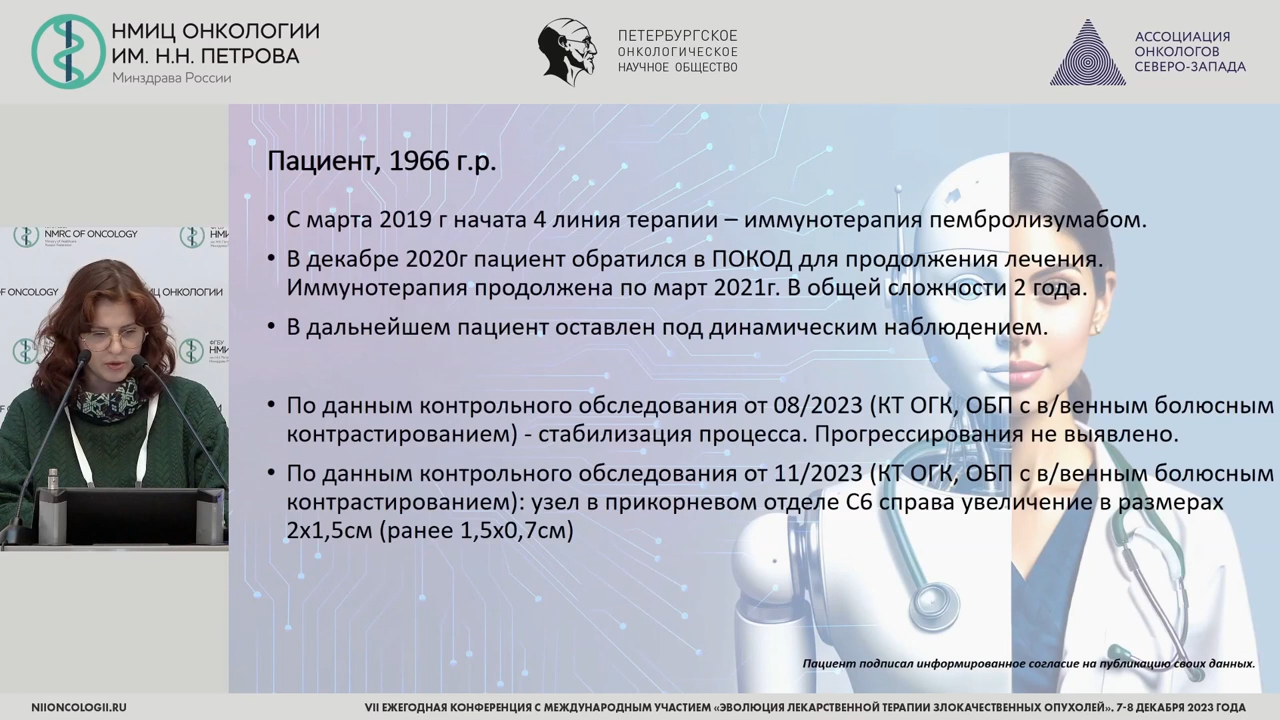 НМИЦ ОНКОЛОГИИ
ИМ. Н.Н. ПЕТРОВА
Минздрава России
ПЕТЕРБУРГСКОЕ
ОНКОЛОГИЧЕСКОЕ
НАУЧНОЕ ОБЩЕСТВО
АССОЦИАЦИЯ
ОНКОЛОГОВ
СЕВЕРО-ЗАПАДА
NMRC OF ONCOLOGY
OF ONCOLOGY
ОНКОЛОГИИ
Пациент, 1966 г.р.
• С марта 2019 г начата 4 линия терапии – иммунотерапия пембролизумабом.
• В декабре 2020г пациент обратился в ПОКОД для продолжения лечения.
Иммунотерапия продолжена по март 2021г. В общей сложности 2 года.
• В дальнейшем пациент оставлен под динамическим наблюдением.
• По данным контрольного обследования от 08/2023 (КТ ОГК, ОБП с в/венным болюсным
контрастированием) - стабилизация процесса. Прогрессирования не выявлено.
• По данным контрольного обследования от 11/2023 (КТ ОГК, ОБП с в/венным болюсным
контрастированием): узел в прикорневом отделе С6 справа увеличение в размерах
2х1,5см (ранее 1,5х0,7см)
Пациент подписал информированное согласие на публикацию своих данных.
NIIONCOLOGII.RU
VII ЕЖЕГОДНАЯ КОНФЕРЕНЦИЯ С МЕЖДУНАРОДНЫМ УЧАСТИЕМ «ЭВОЛЮЦИЯ ЛЕКАРСТВЕННОЙ ТЕРАПИИ ЗЛОКАЧЕСТВЕННЫХ ОПУХОЛЕЙ». 7-8 ДЕКАБРЯ 2023 ГОДА